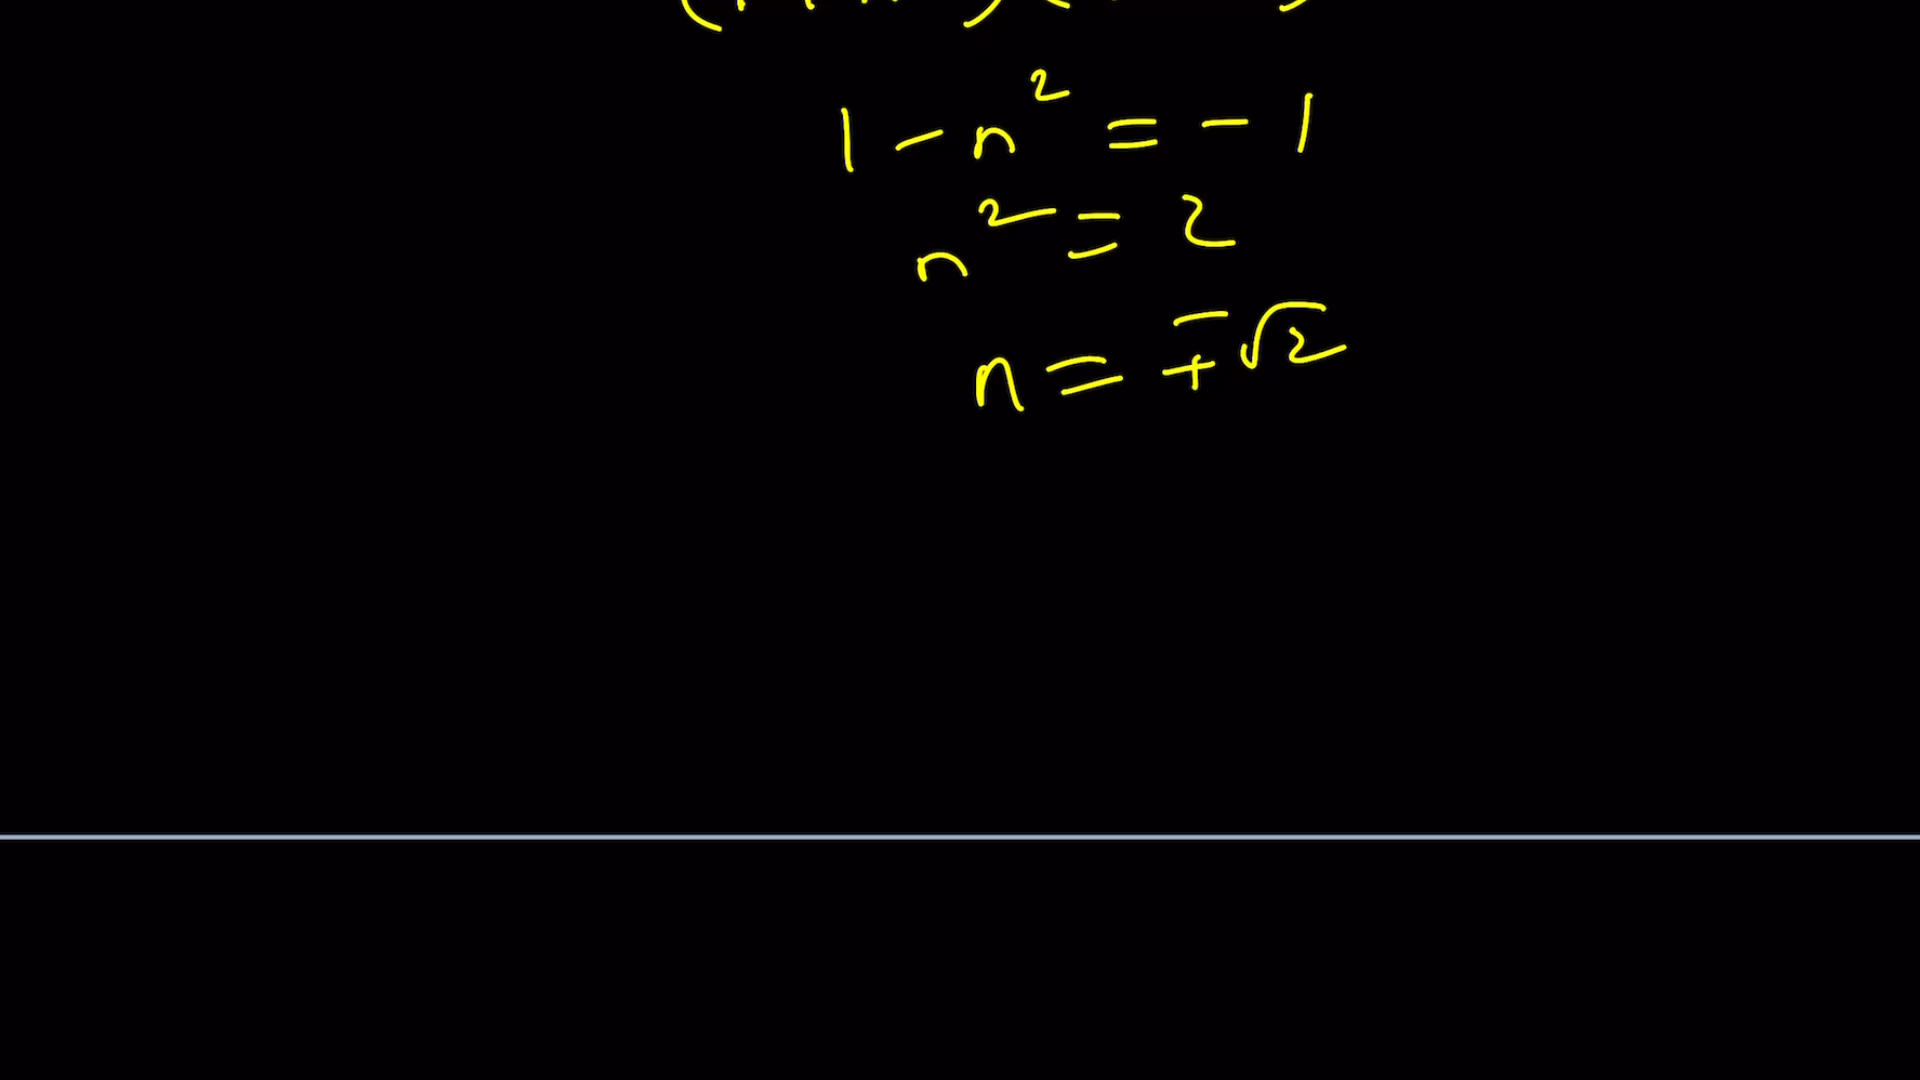 1 - n² = - 1
n² = 2
n = ∓√2